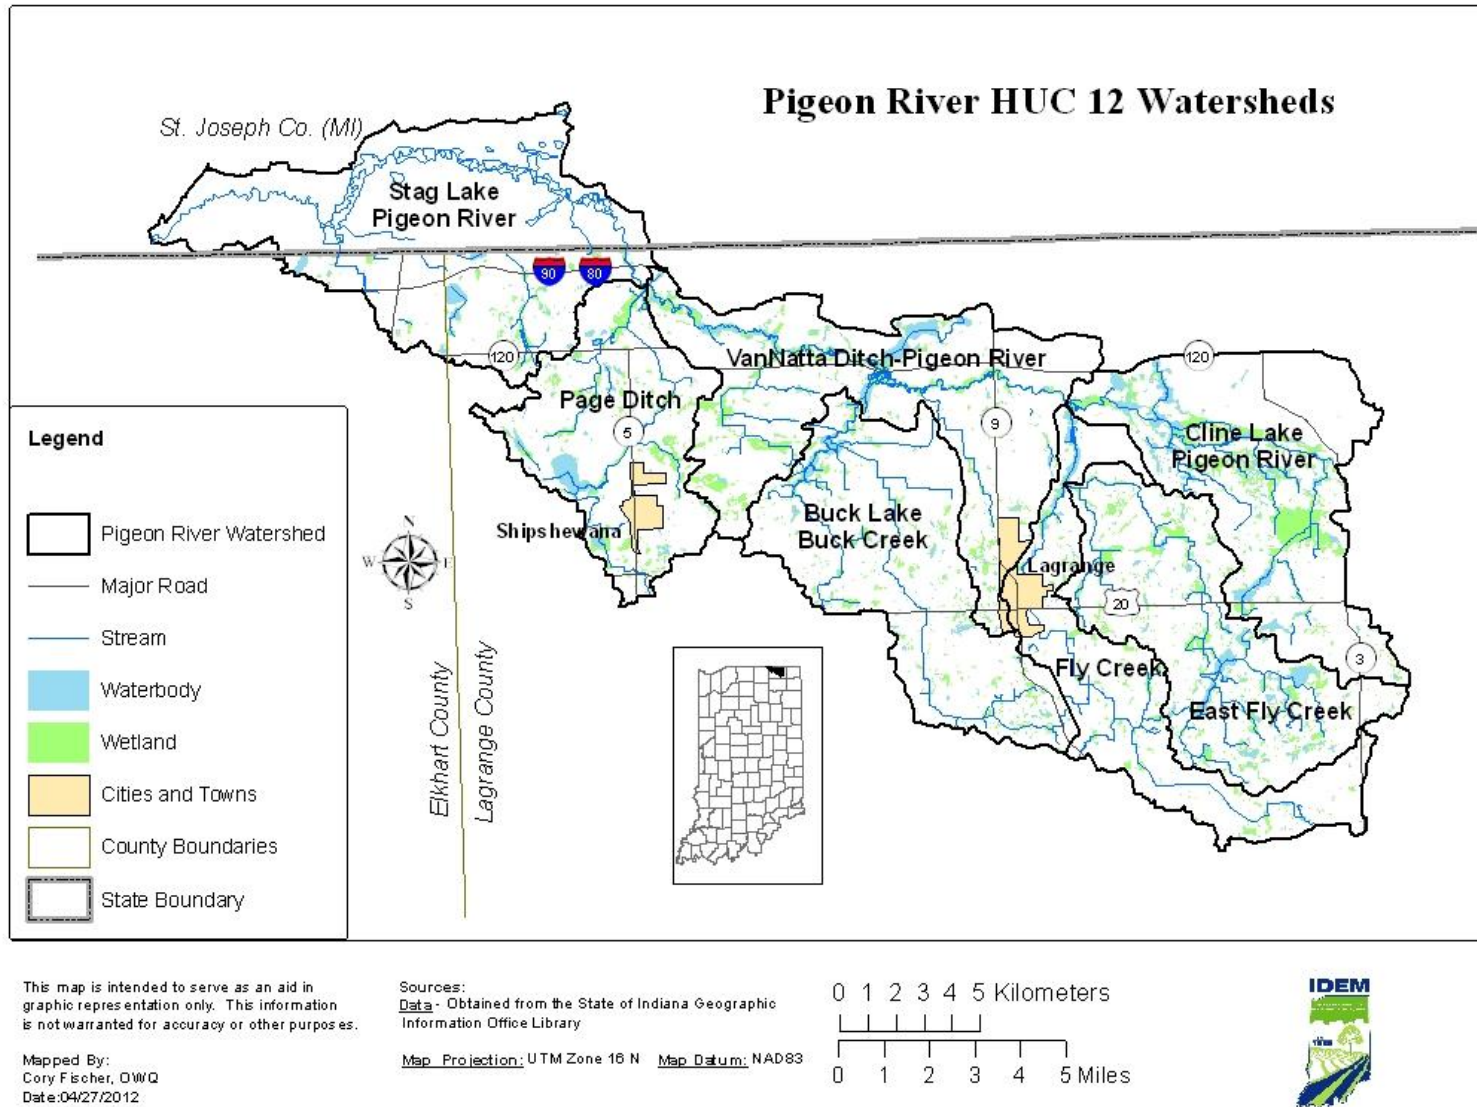 Pigeon River HUC 12 Watersheds
St. Joseph Co. (MI)
Stag Lake
Pigeon River
90
80
120
VanNatta Ditch-Pigeon River
120
Page Ditch
5
9
Cline Lake
Pigeon River
Buck Lake
Buck Creek
Shipshewana
Lagrange
20
Fly Creek
3
East Fly Creek
Elkhart County
Lagrange County
N
W
E
S
Legend
Pigeon River Watershed
Major Road
Stream
Waterbody
Wetland
Cities and Towns
County Boundaries
State Boundary
This map is intended to serve as an aid in
graphic representation only. This information
is not warranted for accuracy or other purposes.
Mapped By:
Cory Fischer, OWQ
Date:04/27/2012
Sources:
Data - Obtained from the State of Indiana Geographic
Information Office Library
Map Projection: UTM Zone 16 N Map Datum: NAD83
0 1 2 3 4 5 Kilometers
0 1 2 3 4 5 Miles
IDEM